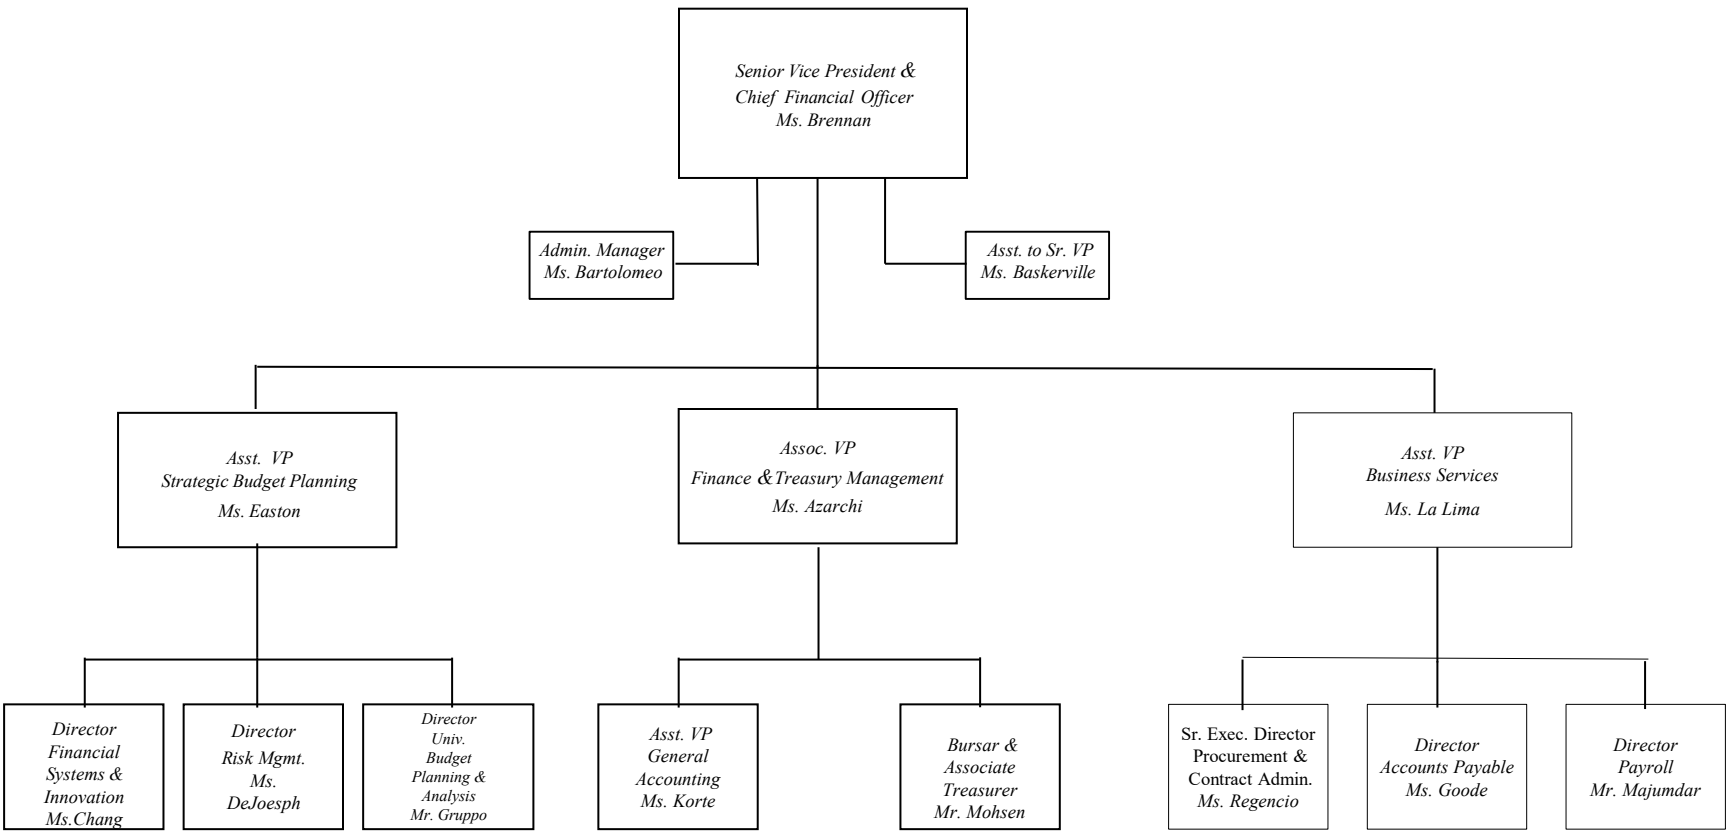 Senior Vice President &
Chief Financial Officer
Ms. Brennan
Admin. Manager
Ms. Bartolomeo
Asst. to Sr. VP
Ms. Baskerville
Asst. VP
Strategic Budget Planning
Ms. Easton
Assoc. VP
Finance & Treasury Management
Ms. Azarchi
Asst. VP
Business Services
Ms. La Lima
Director
Financial
Systems &
Innovation
Ms.Chang
Director
Risk Mgmt.
Ms.
DeJoesph
Director
Univ.
Budget
Planning &
Analysis
Mr. Gruppo
Asst. VP
General
Accounting
Ms. Korte
Bursar &
Associate
Treasurer
Mr. Mohsen
Sr. Exec. Director
Procurement &
Contract Admin.
Ms. Regencio
Director
Accounts Payable
Ms. Goode
Director
Payroll
Mr. Majumdar